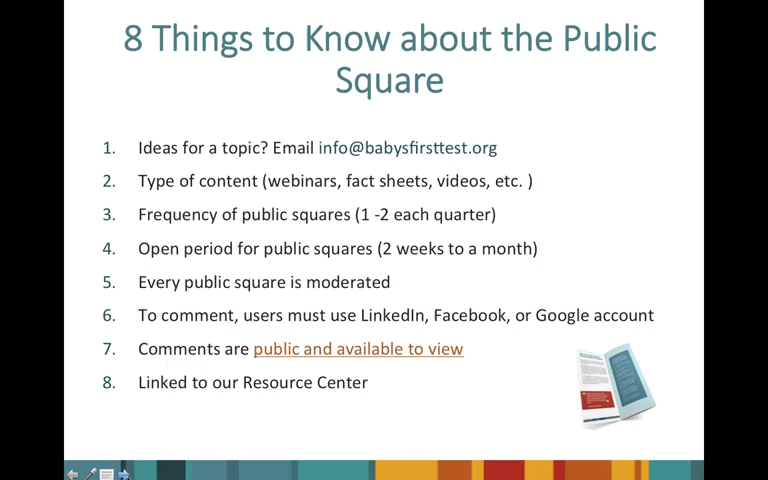 8 Things to Know about the Public
Square
1. Ideas for a topic? Email info@babysfirsttest.org
2. Type of content (webinars, fact sheets, videos, etc. )
3. Frequency of public squares (1 -2 each quarter)
4. Open period for public squares (2 weeks to a month)
5. Every public square is moderated
6. To comment, users must use LinkedIn, Facebook, or Google account
7. Comments are public and available to view
8. Linked to our Resource Center